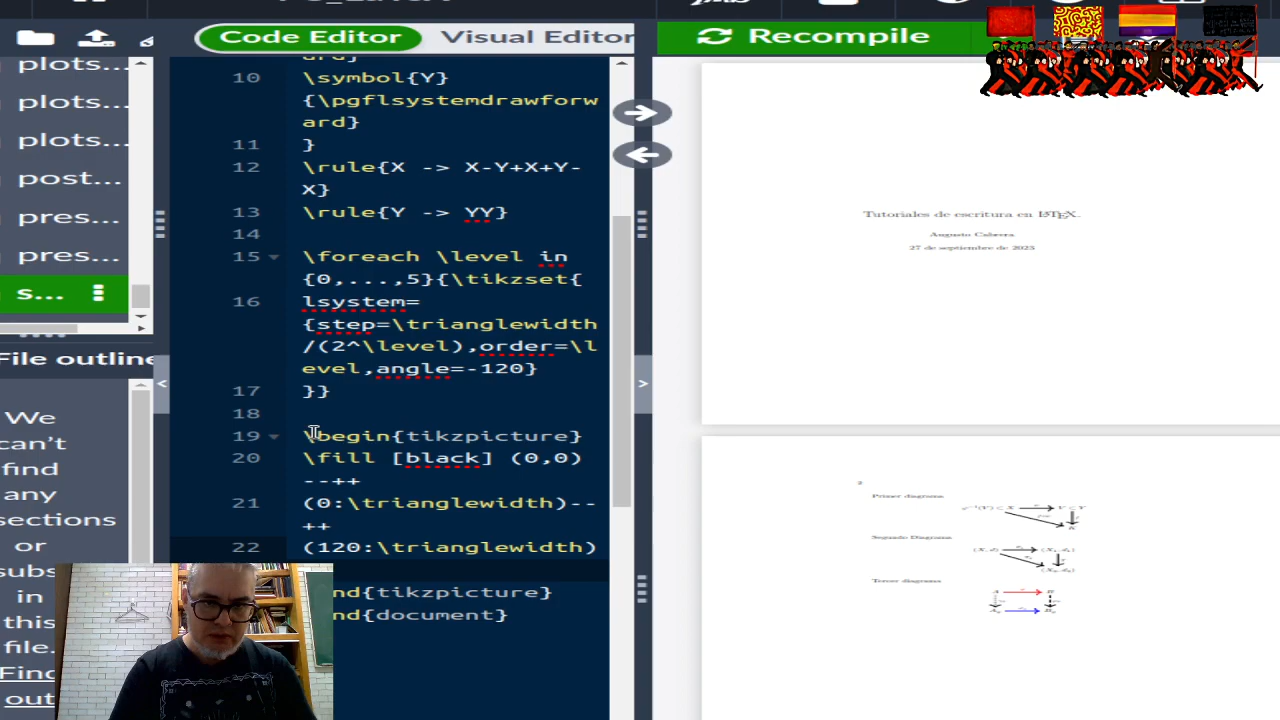 Code Editor
Visual Editor
Recompile
plots...
plots...
plots...
post...
pres...
pres...
s...
File outline
We
can't
find
any
sections
or
subs
in
this
file.
Find
out
ard}
10 \symbol{Y}
{\pgflsystemdrawforw
ard}
11 }
12 \rule{X -> X-Y+X+Y-
X}
13 \rule{Y -> YY}
14
15 \foreach \level in
{0,...,5}{\tikzset{
16 lsystem=
{step=\trianglewidth
/(2^\level),order=\l
evel,angle=-120}
17 }}
18
19 \begin{tikzpicture}
20 \fill [black] (0,0)
--++
21 (0:\trianglewidth)--
++
22 (120:\trianglewidth)
nd{tikzpicture}
nd{document}
Tutoriales de escritura en LATEX.
Augusto Cabrera
27 de septiembre de 2025
2
Primer diagrama
Segundo Diagrama
Tercer diagrama